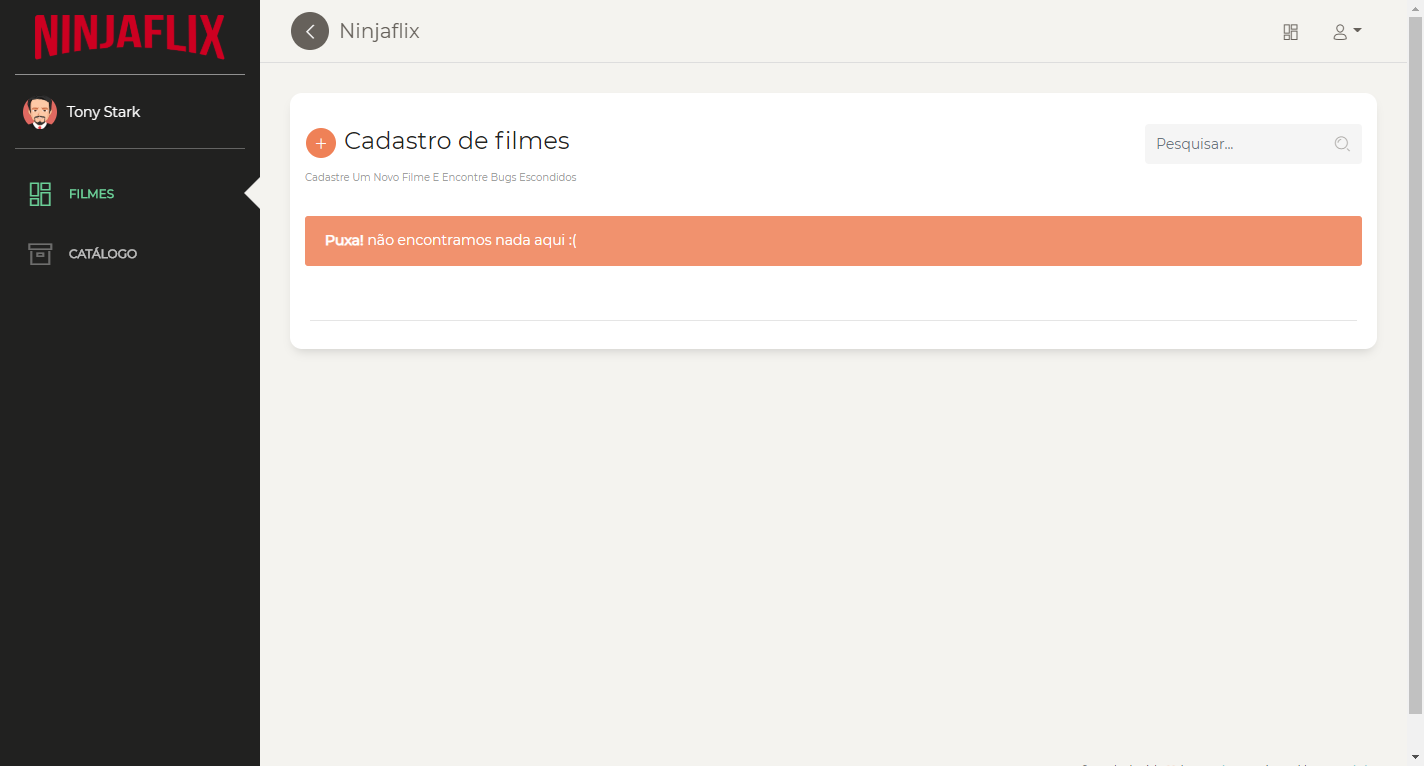 NINJAFLIX
Tony Stark
FILMES
CATÁLOGO
Ninjaflix
Cadastro de filmes
Pesquisar...
Cadastre Um Novo Filme E Encontre Bugs Escondidos
Puxa! não encontramos nada aqui :(